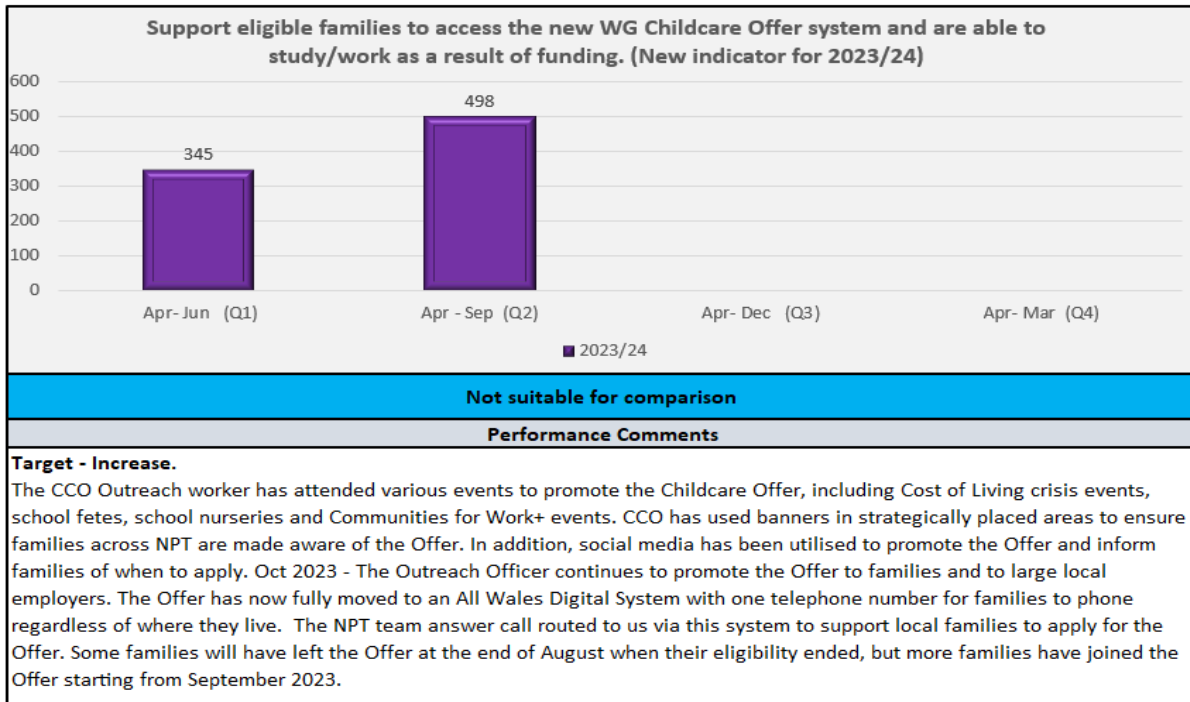 Support eligible families to access the new WG Childcare Offer system and are able to
study/work as a result of funding. (New indicator for 2023/24)
600
500
400
300
200
100
0
345
498
Apr- Jun (Q1)
Apr - Sep (Q2)
Apr- Dec (Q3)
Apr- Mar (Q4)
2023/24
Not suitable for comparison
Performance Comments
Target - Increase.
The CCO Outreach worker has attended various events to promote the Childcare Offer, including Cost of Living crisis events,
school fetes, school nurseries and Communities for Work+ events. CCO has used banners in strategically placed areas to ensure
families across NPT are made aware of the Offer. In addition, social media has been utilised to promote the Offer and inform
families of when to apply. Oct 2023 - The Outreach Officer continues to promote the Offer to families and to large local
employers. The Offer has now fully moved to an All Wales Digital System with one telephone number for families to phone
regardless of where they live. The NPT team answer call routed to us via this system to support local families to apply for the
Offer. Some families will have left the Offer at the end of August when their eligibility ended, but more families have joined the
Offer starting from September 2023.